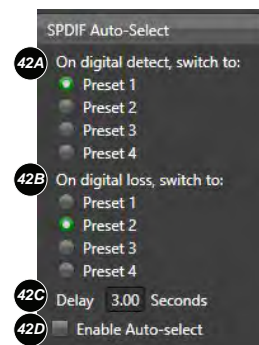 SPDIF Auto-Select
42A On digital detect, switch to:
Preset 1
Preset 2
Preset 3
Preset 4
42B On digital loss, switch to:
Preset 1
Preset 2
Preset 3
Preset 4
42C Delay 3.00 Seconds
42D Enable Auto-select